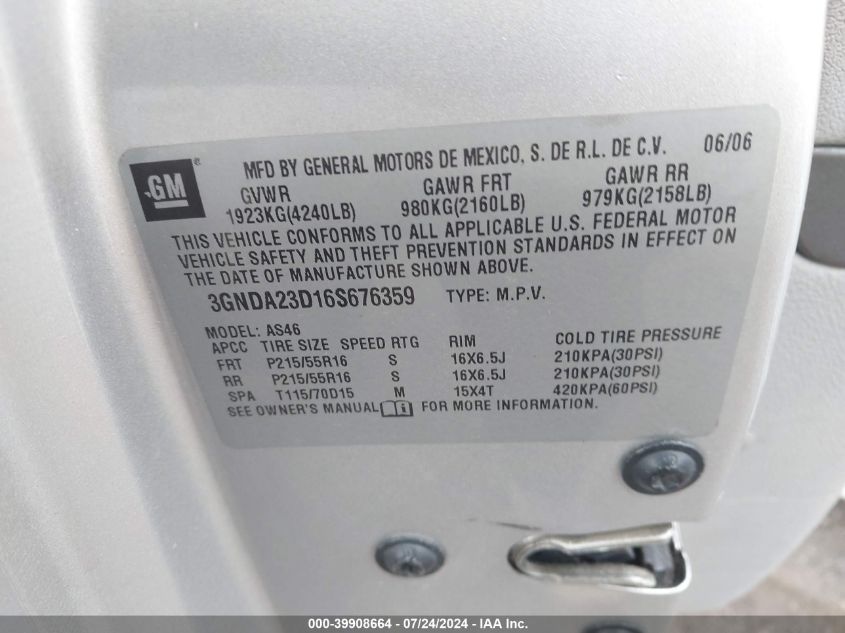 GM ® MFD BY GENERAL MOTORS DE MEXICO, S. DE R.L. DE C.V. 06/06
GVWR GAWR FRT GAWR RR
1923KG(4240LB) 980KG(2160LB) 979KG(2158LB)
THIS VEHICLE CONFORMS TO ALL APPLICABLE U.S. FEDERAL MOTOR
VEHICLE SAFETY AND THEFT PREVENTION STANDARDS IN EFFECT ON
THE DATE OF MANUFACTURE SHOWN ABOVE.
3GNDA23D16S676359 TYPE: M.P.V.
MODEL: AS46
APCC TIRE SIZE SPEED RTG RIM COLD TIRE PRESSURE
FRT P215/55R16 S 16X6.5J 210KPA(30PSI)
RR P215/55R16 S 16X6.5J 210KPA(30PSI)
SPA T115/70D15 M 15X4T 420KPA(60PSI)
SEE OWNER'S MANUAL i FOR MORE INFORMATION.
000-39908664 / 07/24/2024 - IAA Inc.